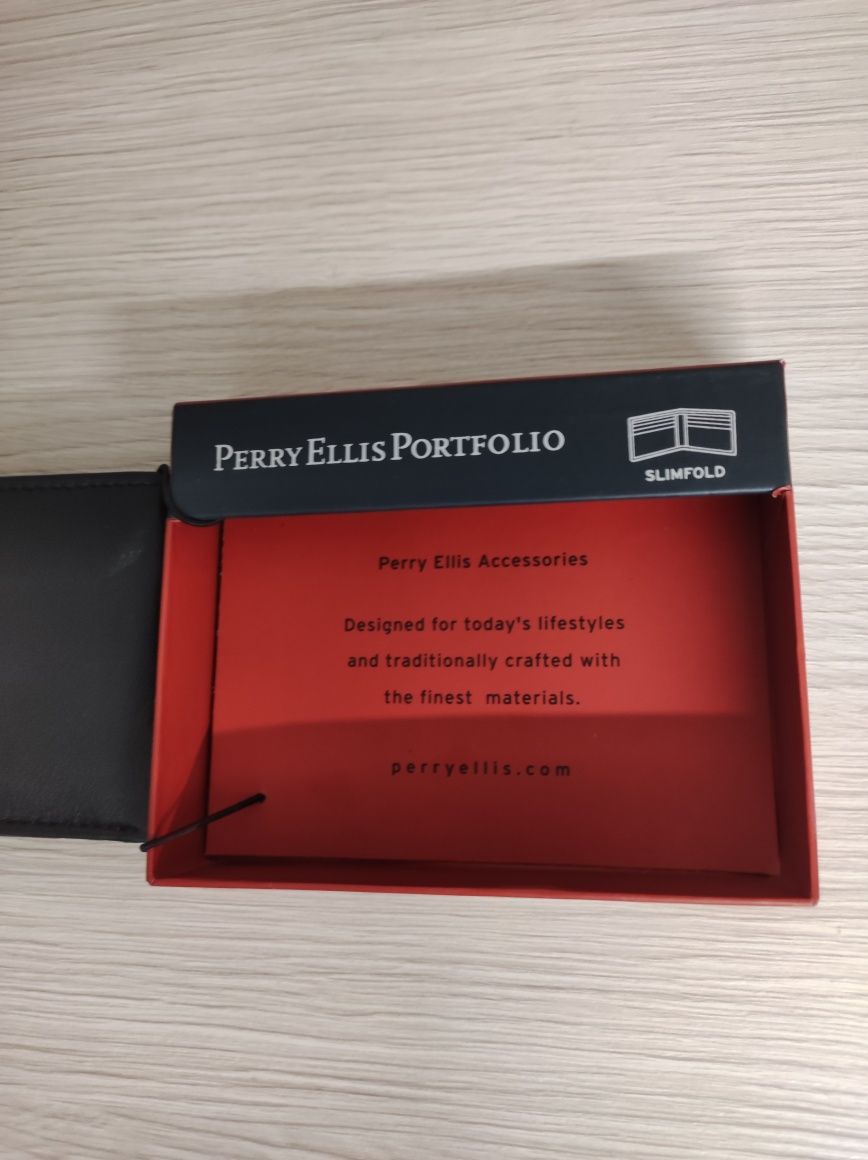 PERRY ELLIS PORTFOLIO
SLIMFOLD
Perry Ellis Accessories
Designed for today's lifestyles
and traditionally crafted with
the finest materials.
perryellis.com